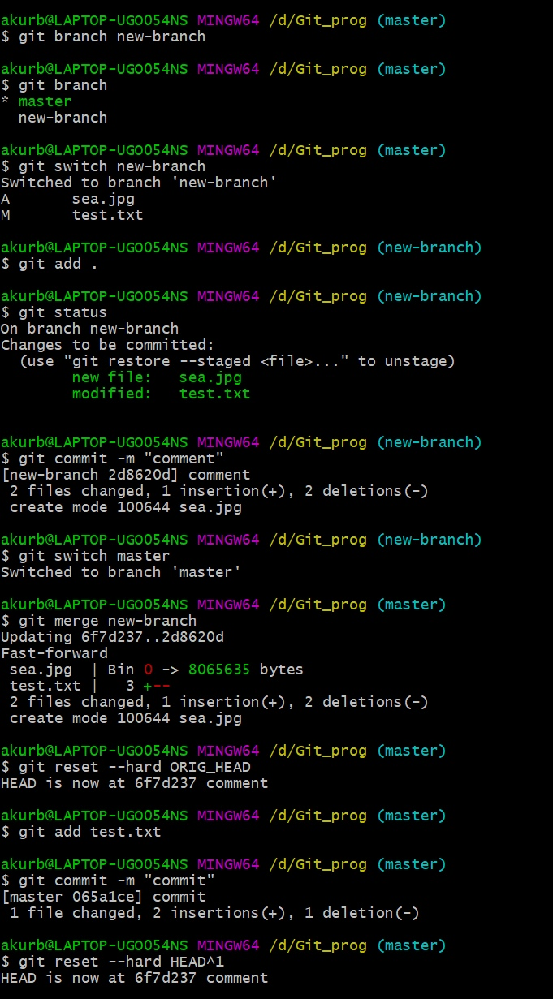 akurb@LAPTOP-UGO054NS MINGW64 /d/Git_prog (master)
$ git branch new-branch
akurb@LAPTOP-UGO054NS MINGW64 /d/Git_prog (master)
$ git branch
* master
  new-branch
akurb@LAPTOP-UGO054NS MINGW64 /d/Git_prog (master)
$ git switch new-branch
Switched to branch 'new-branch'
A       sea.jpg
M       test.txt
akurb@LAPTOP-UGO054NS MINGW64 /d/Git_prog (new-branch)
$ git add .
akurb@LAPTOP-UGO054NS MINGW64 /d/Git_prog (new-branch)
$ git status
On branch new-branch
Changes to be committed:
  (use "git restore --staged <file>..." to unstage)
        new file:   sea.jpg
        modified:   test.txt
akurb@LAPTOP-UGO054NS MINGW64 /d/Git_prog (new-branch)
$ git commit -m "comment"
[new-branch 2d8620d] comment
 2 files changed, 1 insertion(+), 2 deletions(-)
 create mode 100644 sea.jpg
akurb@LAPTOP-UGO054NS MINGW64 /d/Git_prog (new-branch)
$ git switch master
Switched to branch 'master'
akurb@LAPTOP-UGO054NS MINGW64 /d/Git_prog (master)
$ git merge new-branch
Updating 6f7d237..2d8620d
Fast-forward
 sea.jpg  | Bin 0 -> 8065635 bytes
 test.txt |   3 +--
 2 files changed, 1 insertion(+), 2 deletions(-)
 create mode 100644 sea.jpg
akurb@LAPTOP-UGO054NS MINGW64 /d/Git_prog (master)
$ git reset --hard ORIG_HEAD
HEAD is now at 6f7d237 comment
akurb@LAPTOP-UGO054NS MINGW64 /d/Git_prog (master)
$ git add test.txt
akurb@LAPTOP-UGO054NS MINGW64 /d/Git_prog (master)
$ git commit -m "commit"
[master 065a1ce] commit
 1 file changed, 2 insertions(+), 1 deletion(-)
akurb@LAPTOP-UGO054NS MINGW64 /d/Git_prog (master)
$ git reset --hard HEAD^1
HEAD is now at 6f7d237 comment